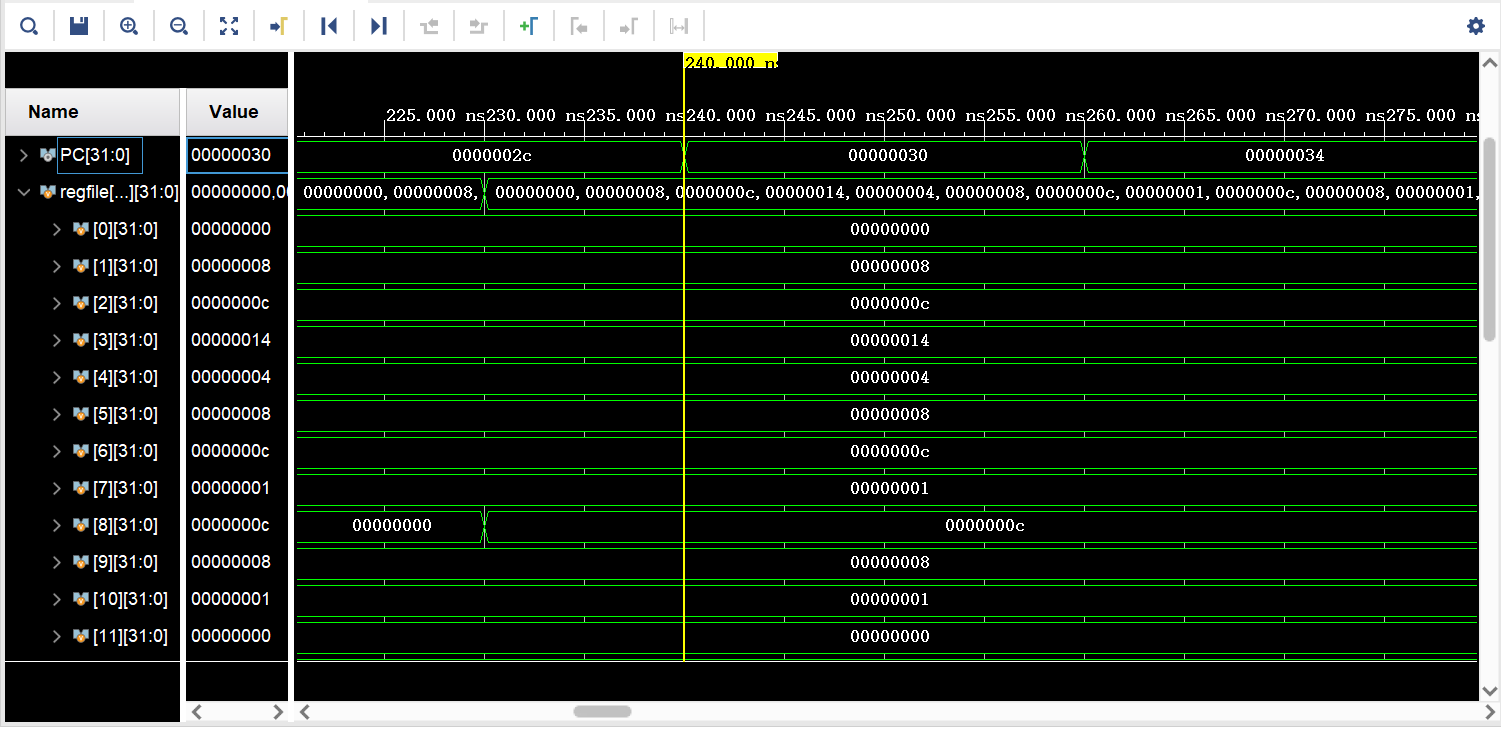 240.000 ns
Name Value 225.000 ns 230.000 ns 235.000 ns 240.000 ns 245.000 ns 250.000 ns 255.000 ns 260.000 ns 265.000 ns 270.000 ns 275.000 ns
PC[31:0] 00000030 0000002c 00000030 00000034
regfile[...][31:0] 00000000,00 00000000,00000008, 00000000,00000008,0000000c,00000014,00000004,00000008,0000000c,00000001,0000000c,00000008,00000001,
[0][31:0] 00000000 00000000
[1][31:0] 00000008 00000008
[2][31:0] 0000000c 0000000c
[3][31:0] 00000014 00000014
[4][31:0] 00000004 00000004
[5][31:0] 00000008 00000008
[6][31:0] 0000000c 0000000c
[7][31:0] 00000001 00000001
[8][31:0] 0000000c 00000000 0000000c
[9][31:0] 00000008 00000008
[10][31:0] 00000001 00000001
[11][31:0] 00000000 00000000